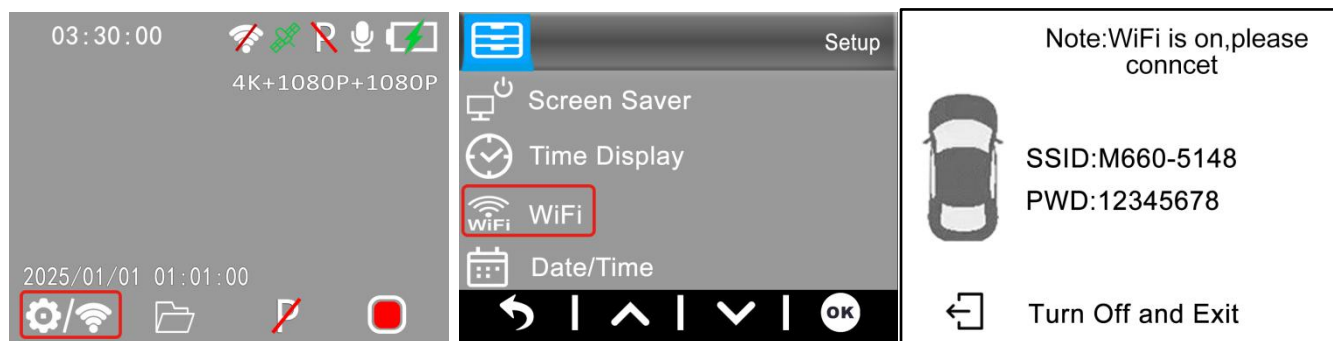 03:30:00
P
4K+1080P+1080P
2025/01/01 01:01:00
/
P
Setup
Screen Saver
Time Display
WiFi WiFi
Date/Time
OK
Note:WiFi is on,please
conncet
SSID:M660-5148
PWD:12345678
Turn Off and Exit